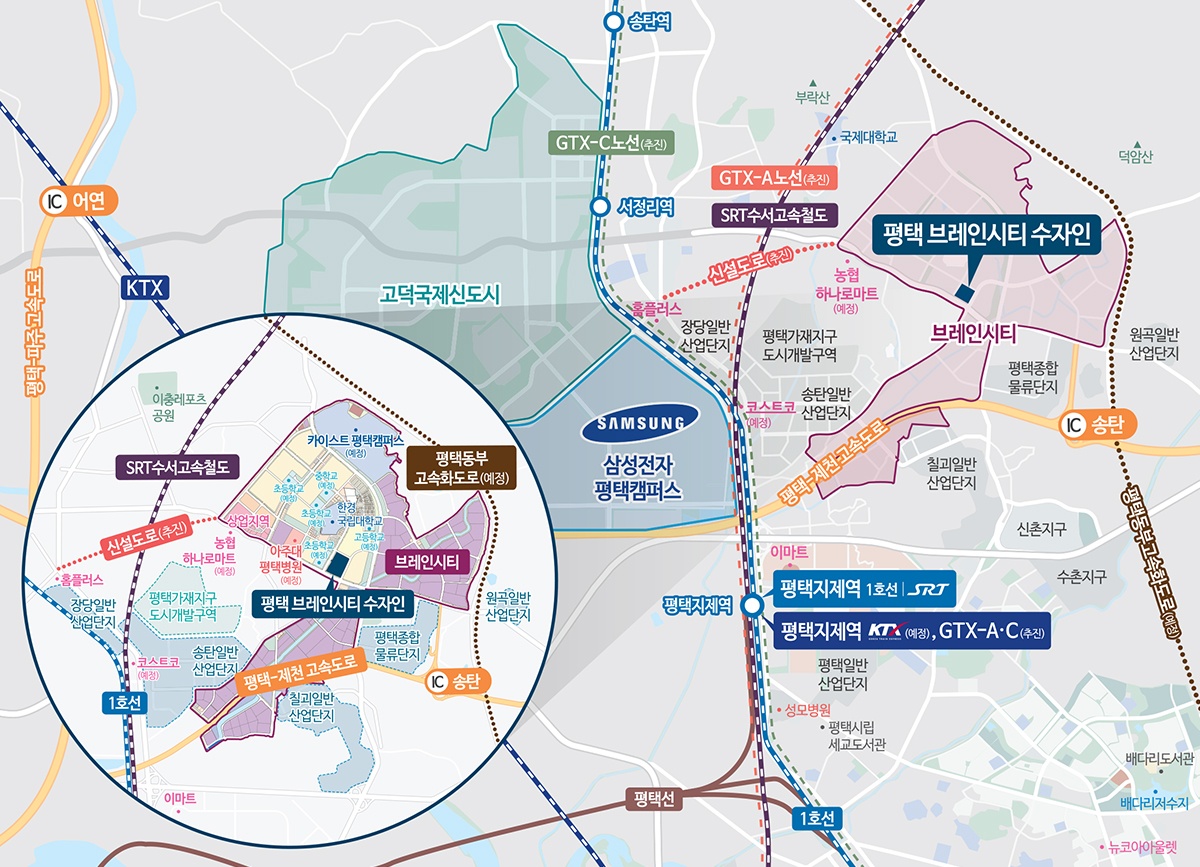 송탄역
부락산
국제대학교
GTX-C노선(추진)
덕암산
GTX-A노선(추진)
IC 어연
서정리역
SRT수서고속철도
평택 브레인시티 수자인
신설도로(추진)
평택-파주고속도로
KTX
고덕국제신도시
농협
하나로마트
(예정)
홈플러스
장당일반
산업단지
평택가재지구
도시개발구역
브레인시티
원곡일반
산업단지
평택종합
물류단지
송탄일반
산업단지
코스트코
(예정)
SAMSUNG
삼성전자
평택캠퍼스
IC 송탄
평택-제천 고속도로
칠괴일반
산업단지
평택동부고속화도로(예정)
신촌지구
수촌지구
이마트
평택지제역
평택지제역 1호선 | SRT
평택지제역 KTX (예정), GTX-A·C(추진)
평택일반
산업단지
성모병원
평택시립
세교도서관
배다리도서관
배다리저수지
뉴코아아울렛
평택선
1호선
이충레포츠
공원
카이스트 평택캠퍼스
(예정)
SRT수서고속철도
평택동부
고속화도로(예정)
중학교
(예정)
초등학교
(예정)
초등학교
(예정)
한경
국립대학교
상업지역
고등학교
(예정)
신설도로(추진)
농협
하나로마트
(예정)
아주대
평택병원
(예정)
초등학교
(예정)
브레인시티
홈플러스
평택 브레인시티 수자인
장당일반
산업단지
평택가재지구
도시개발구역
원곡일반
산업단지
평택종합
물류단지
코스트코
(예정)
송탄일반
산업단지
평택-제천 고속도로
IC 송탄
1호선
칠괴일반
산업단지
이마트